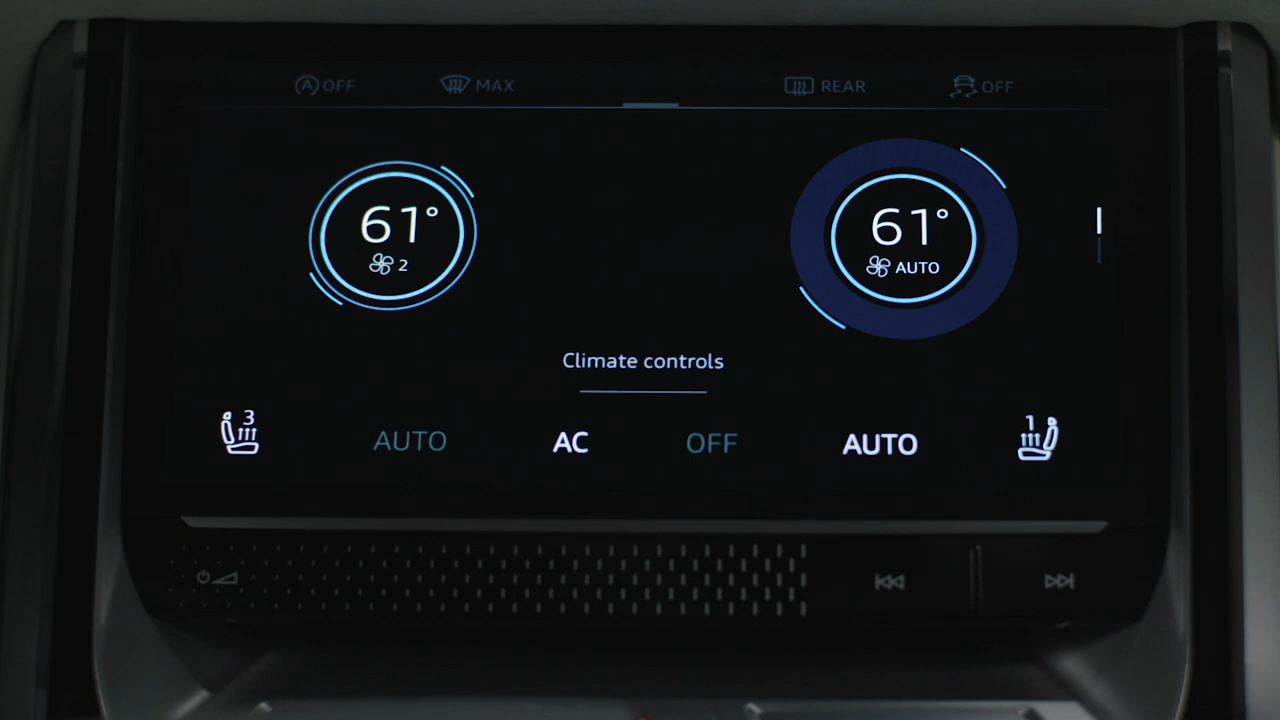 A OFF MAX REAR OFF
61° 61°
2 AUTO
Climate controls
3 AUTO AC OFF AUTO 1